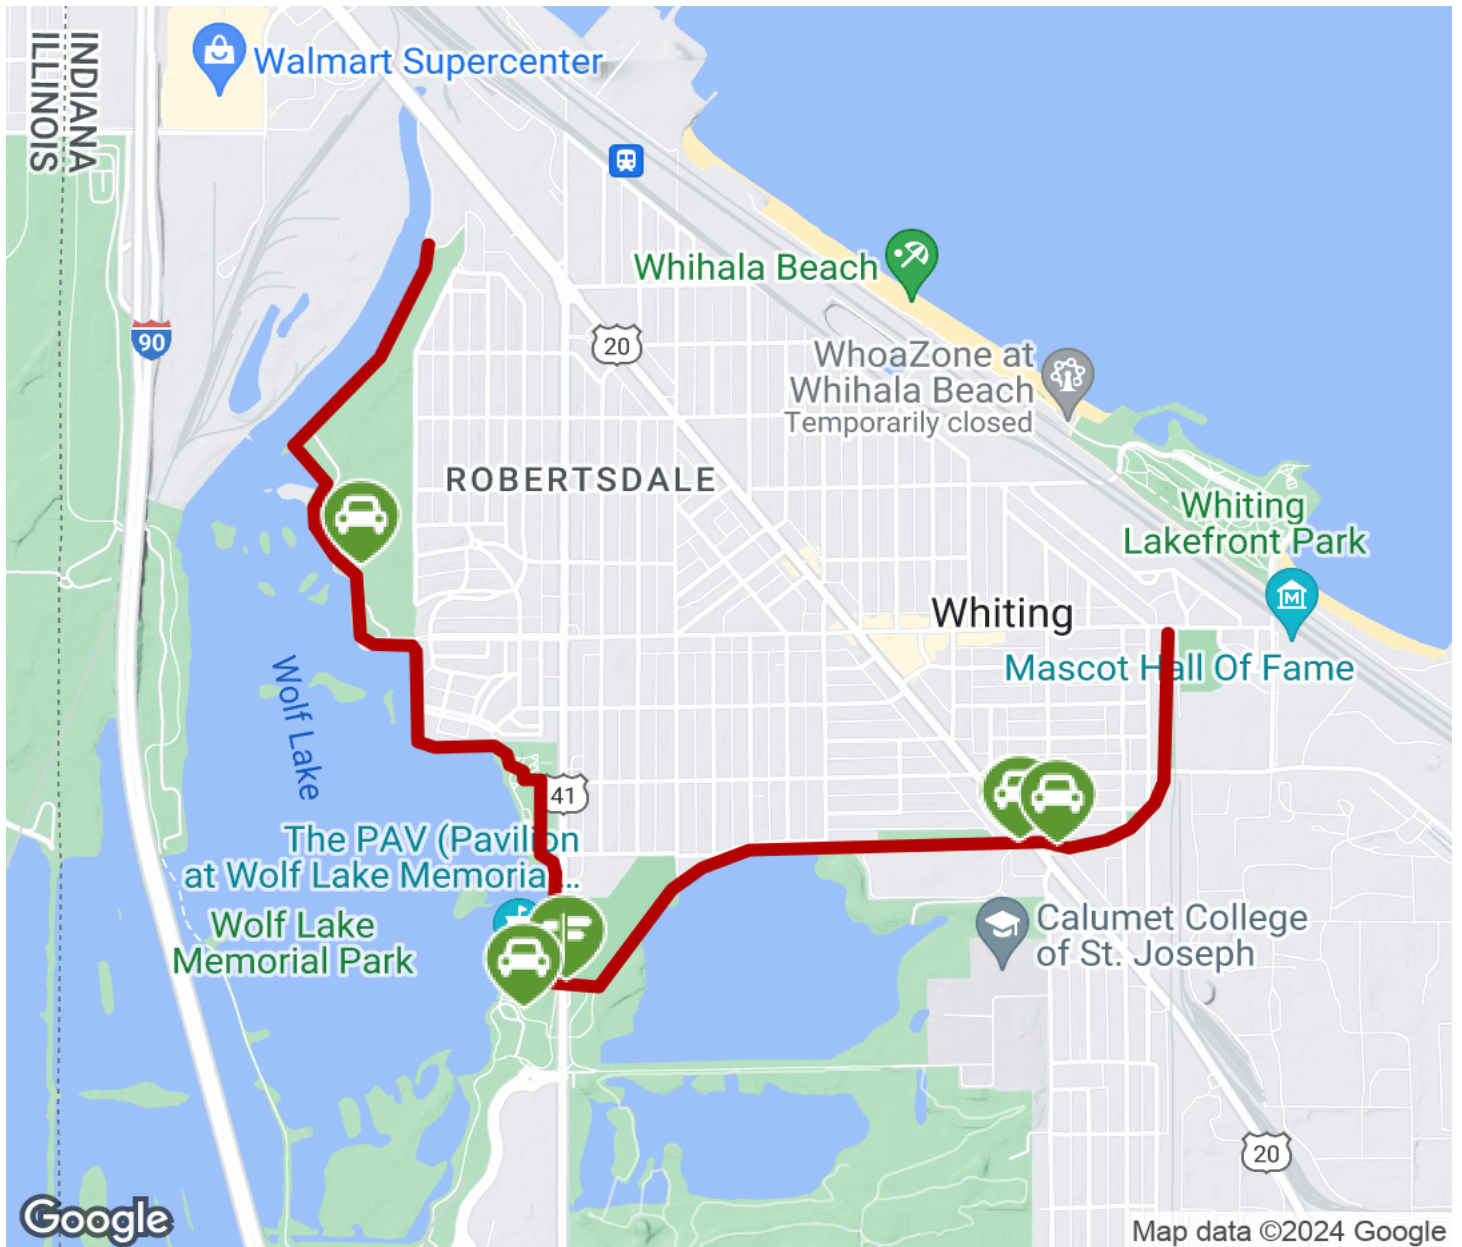 INDIANA
ILLINOIS
Walmart Supercenter
90
20
Whihala Beach
WhoaZone at
Whihala Beach
Temporarily closed
ROBERTSDALE
Whiting
Lakefront Park
Whiting
M
Mascot Hall Of Fame
Wolf Lake
41
The PAV (Pavilion
at Wolf Lake Memoria...
Wolf Lake
Memorial Park
Calumet College
of St. Joseph
20
Google
Map data ©2024 Google